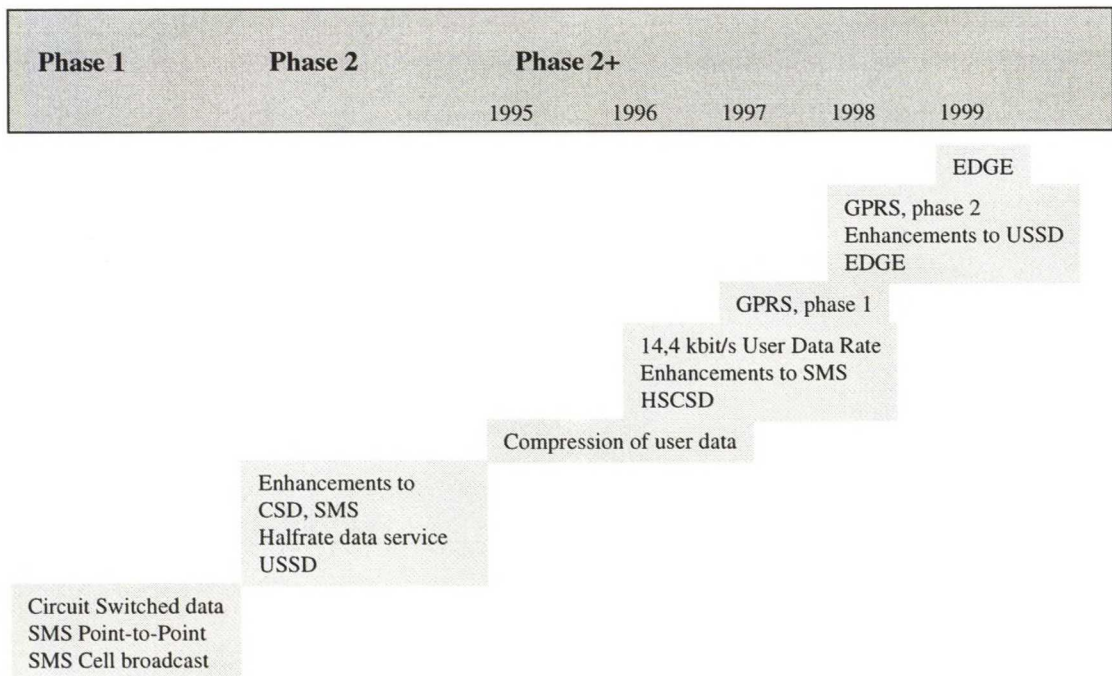 Phase 1 Phase 2 Phase 2+
1995 1996 1997 1998 1999
EDGE
GPRS, phase 2
Enhancements to USSD
EDGE
GPRS, phase 1
14,4 kbit/s User Data Rate
Enhancements to SMS
HSCSD
Compression of user data
Enhancements to
CSD, SMS
Halfrate data service
USSD
Circuit Switched data
SMS Point-to-Point
SMS Cell broadcast